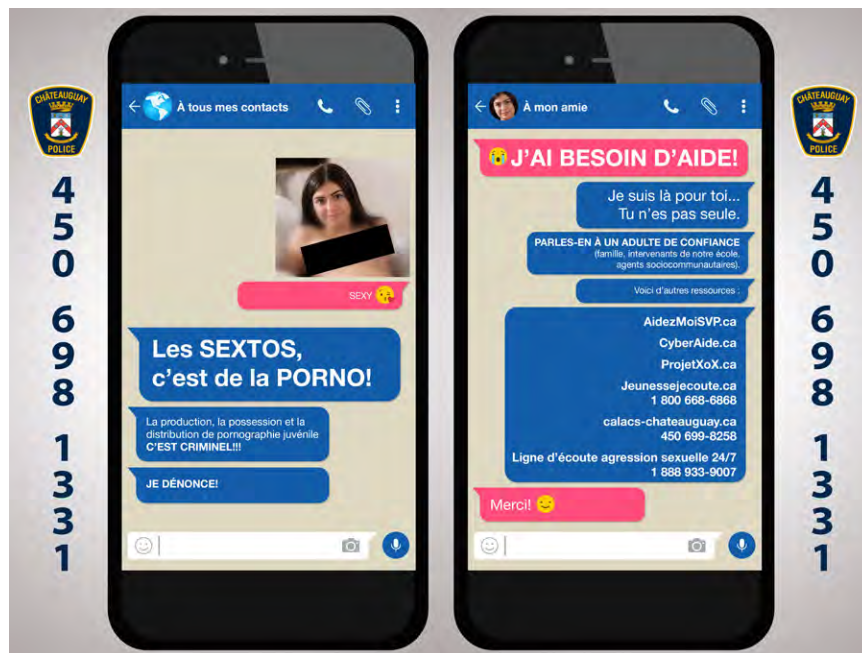 CHÂTEAUGUAY
POLICE
450 698 1331
À tous mes contacts
SEXY
Les SEXTOS,
c'est de la PORNO!
La production, la possession et la
distribution de pornographie juvénile
C'EST CRIMINEL!!!
JE DÉNONCE!
À mon amie
J'AI BESOIN D'AIDE!
Je suis là pour toi...
Tu n'es pas seule.
PARLES-EN À UN ADULTE DE CONFIANCE
(famille, intervenants de notre école,
agents sociocommunautaires).
Voici d'autres ressources :
AidezMoiSVP.ca
CyberAide.ca
ProjetXoX.ca
Jeunessejecoute.ca
1 800 668-6868
calacs-chateauguay.ca
450 699-8258
Ligne d'écoute agression sexuelle 24/7
1 888 933-9007
Merci!
CHÂTEAUGUAY
POLICE
450 698 1331